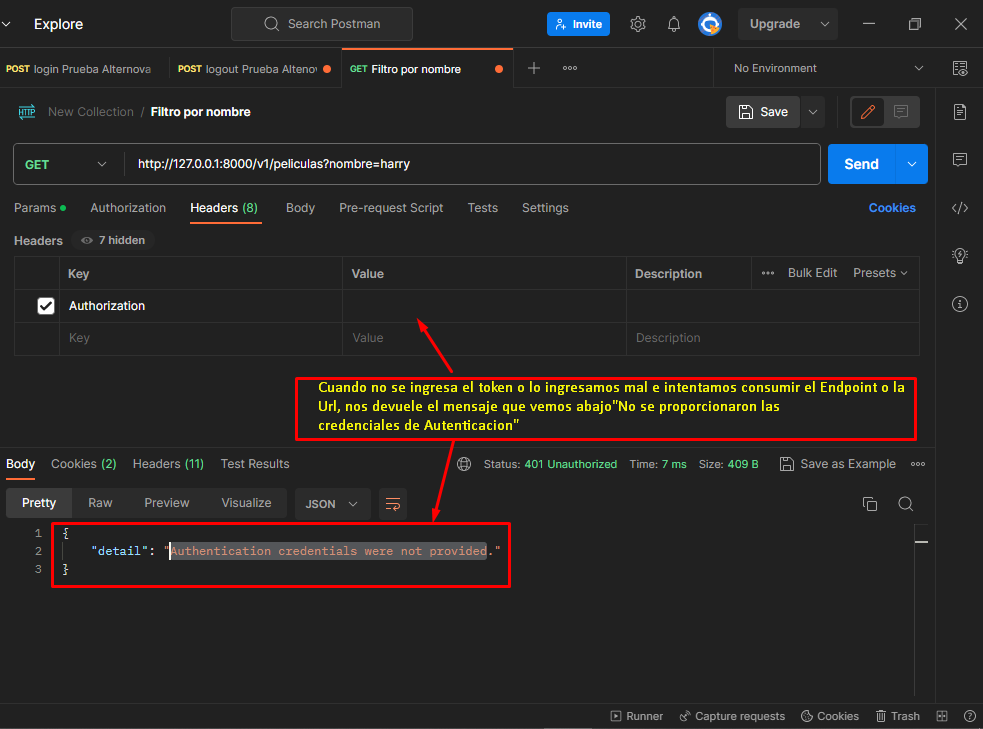 Explore
Search Postman
Invite
Upgrade
POST login Prueba Alternova
POST logout Prueba Altenov
GET Filtro por nombre
No Environment
HTTP New Collection / Filtro por nombre
Save
GET http://127.0.0.1:8000/v1/peliculas?nombre=harry
Send
Params Authorization Headers (8) Body Pre-request Script Tests Settings Cookies
Headers 7 hidden
Key Value Description Bulk Edit Presets
Authorization
Key Value Description
Cuando no se ingresa el token o lo ingresamos mal e intentamos consumir el Endpoint o la
Url, nos devuele el mensaje que vemos abajo"No se proporcionaron las
credenciales de Autenticacion"
Body Cookies (2) Headers (11) Test Results Status: 401 Unauthorized Time: 7 ms Size: 409 B Save as Example
Pretty Raw Preview Visualize JSON
1 {
2 "detail": "Authentication credentials were not provided."
3 }
Runner Capture requests Cookies Trash